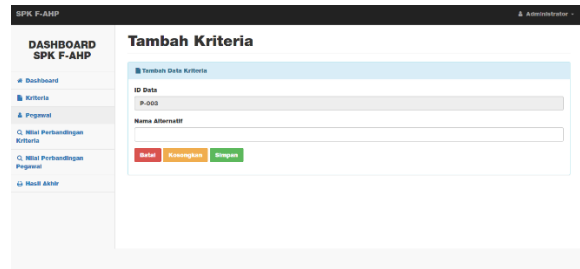 SPK F-AHP
Administrator
DASHBOARD
SPK F-AHP
Dashboard
Kriteria
Pegawai
Nilai Perbandingan
Kriteria
Nilai Perbandingan
Pegawai
Hasil Akhir
Tambah Kriteria
Tambah Data Kriteria
ID Data
P-003
Nama Alternatif
Batal
Kosongkan
Simpan